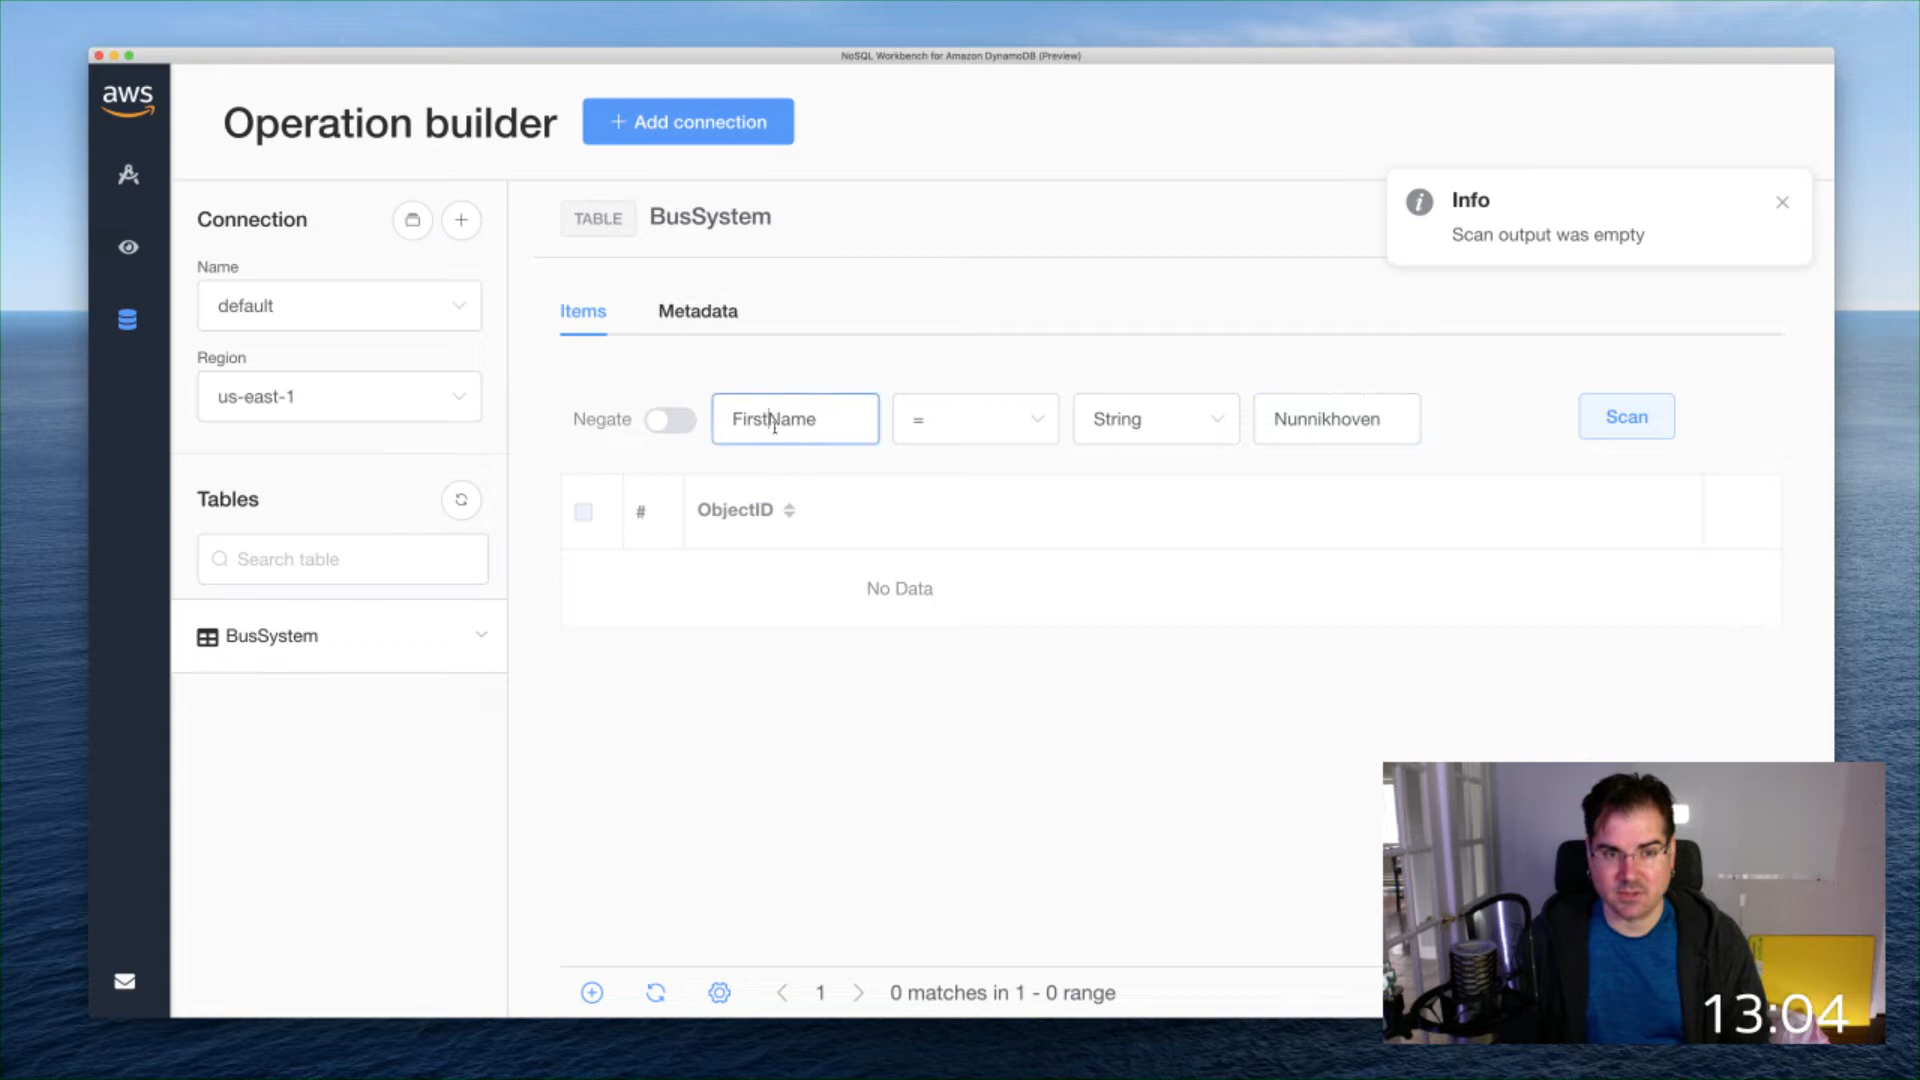 NoSQL Workbench for Amazon DynamoDB (Preview)
aws
Operation builder
+ Add connection
Connection
Name
default
Region
us-east-1
Tables
Search table
BusSystem
TABLE BusSystem
Info
Scan output was empty
Items Metadata
Negate FirstName = String Nunnikhoven Scan
# ObjectID
No Data
1 0 matches in 1 - 0 range
13:04